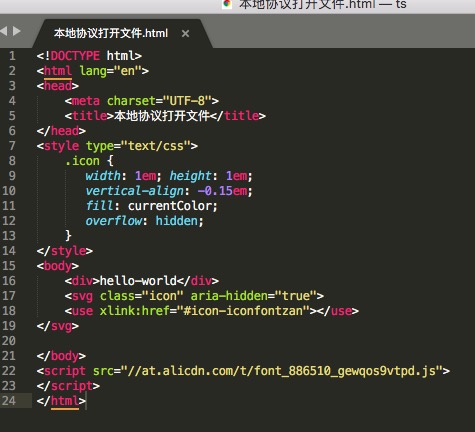 本地协议打开文件.html — ts
本地协议打开文件.html ×
1 <!DOCTYPE html>
2 <html lang="en">
3 <head>
4     <meta charset="UTF-8">
5     <title>本地协议打开文件</title>
6 </head>
7 <style type="text/css">
8     .icon {
9        width: 1em; height: 1em;
10        vertical-align: -0.15em;
11        fill: currentColor;
12        overflow: hidden;
13     }
14 </style>
15 <body>
16     <div>hello-world</div>
17     <svg class="icon" aria-hidden="true">
18     <use xlink:href="#icon-iconfontzan"></use>
19 </svg>
20
21 </body>
22 <script src="//at.alicdn.com/t/font_886510_gewqos9vtpd.js">
23 </script>
24 </html>